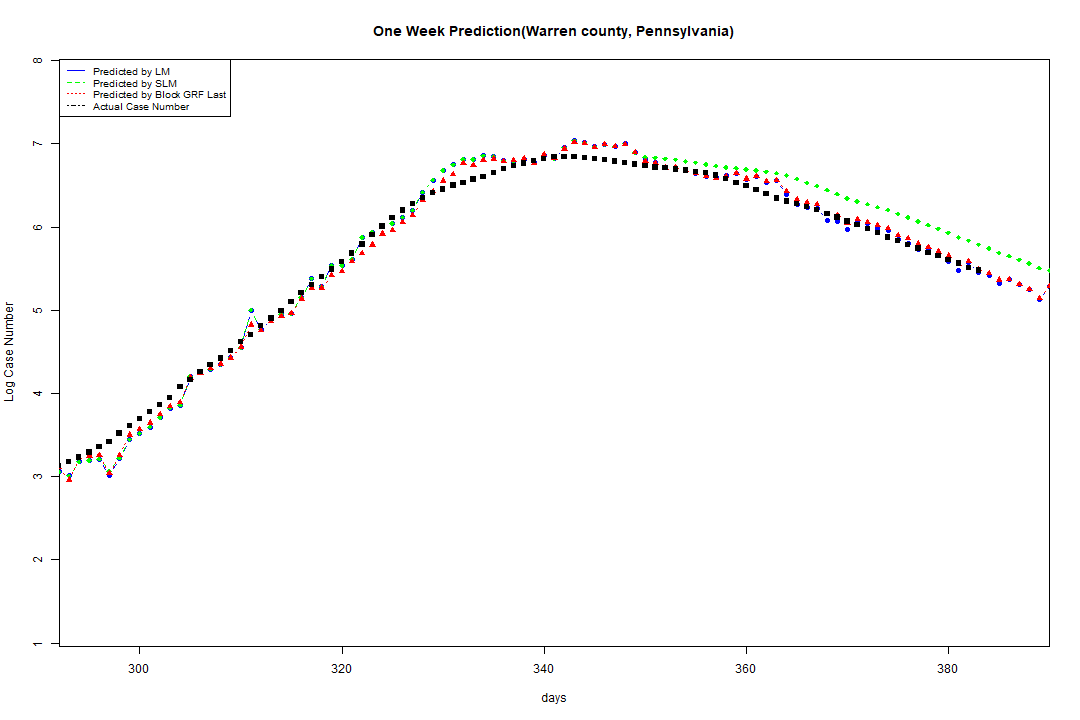 One Week Prediction(Warren county, Pennsylvania)
Predicted by LM
Predicted by SLM
Predicted by Block GRF Last
Actual Case Number
Log Case Number
8
7
6
5
4
3
2
1
300 320 340 360 380
days